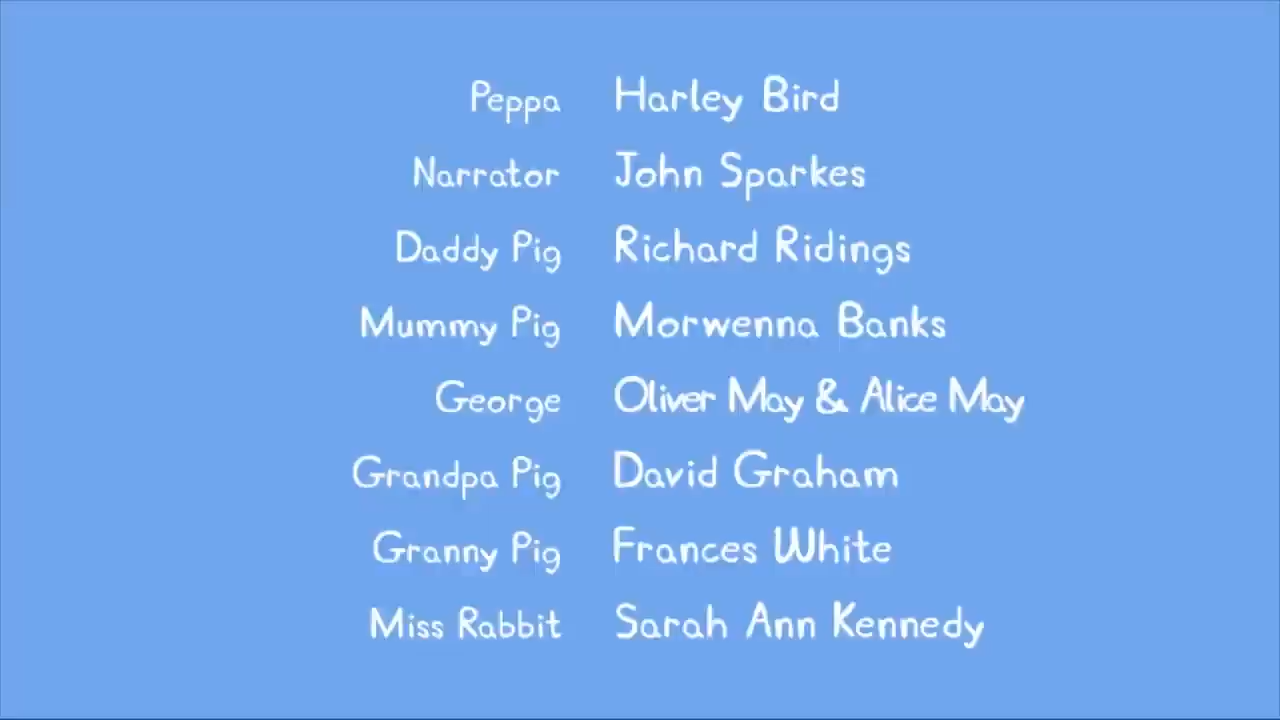 Peppa Harley Bird
Narrator John Sparkes
Daddy Pig Richard Ridings
Mummy Pig Morwenna Banks
George Oliver May & Alice May
Grandpa Pig David Graham
Granny Pig Frances White
Miss Rabbit Sarah Ann Kennedy